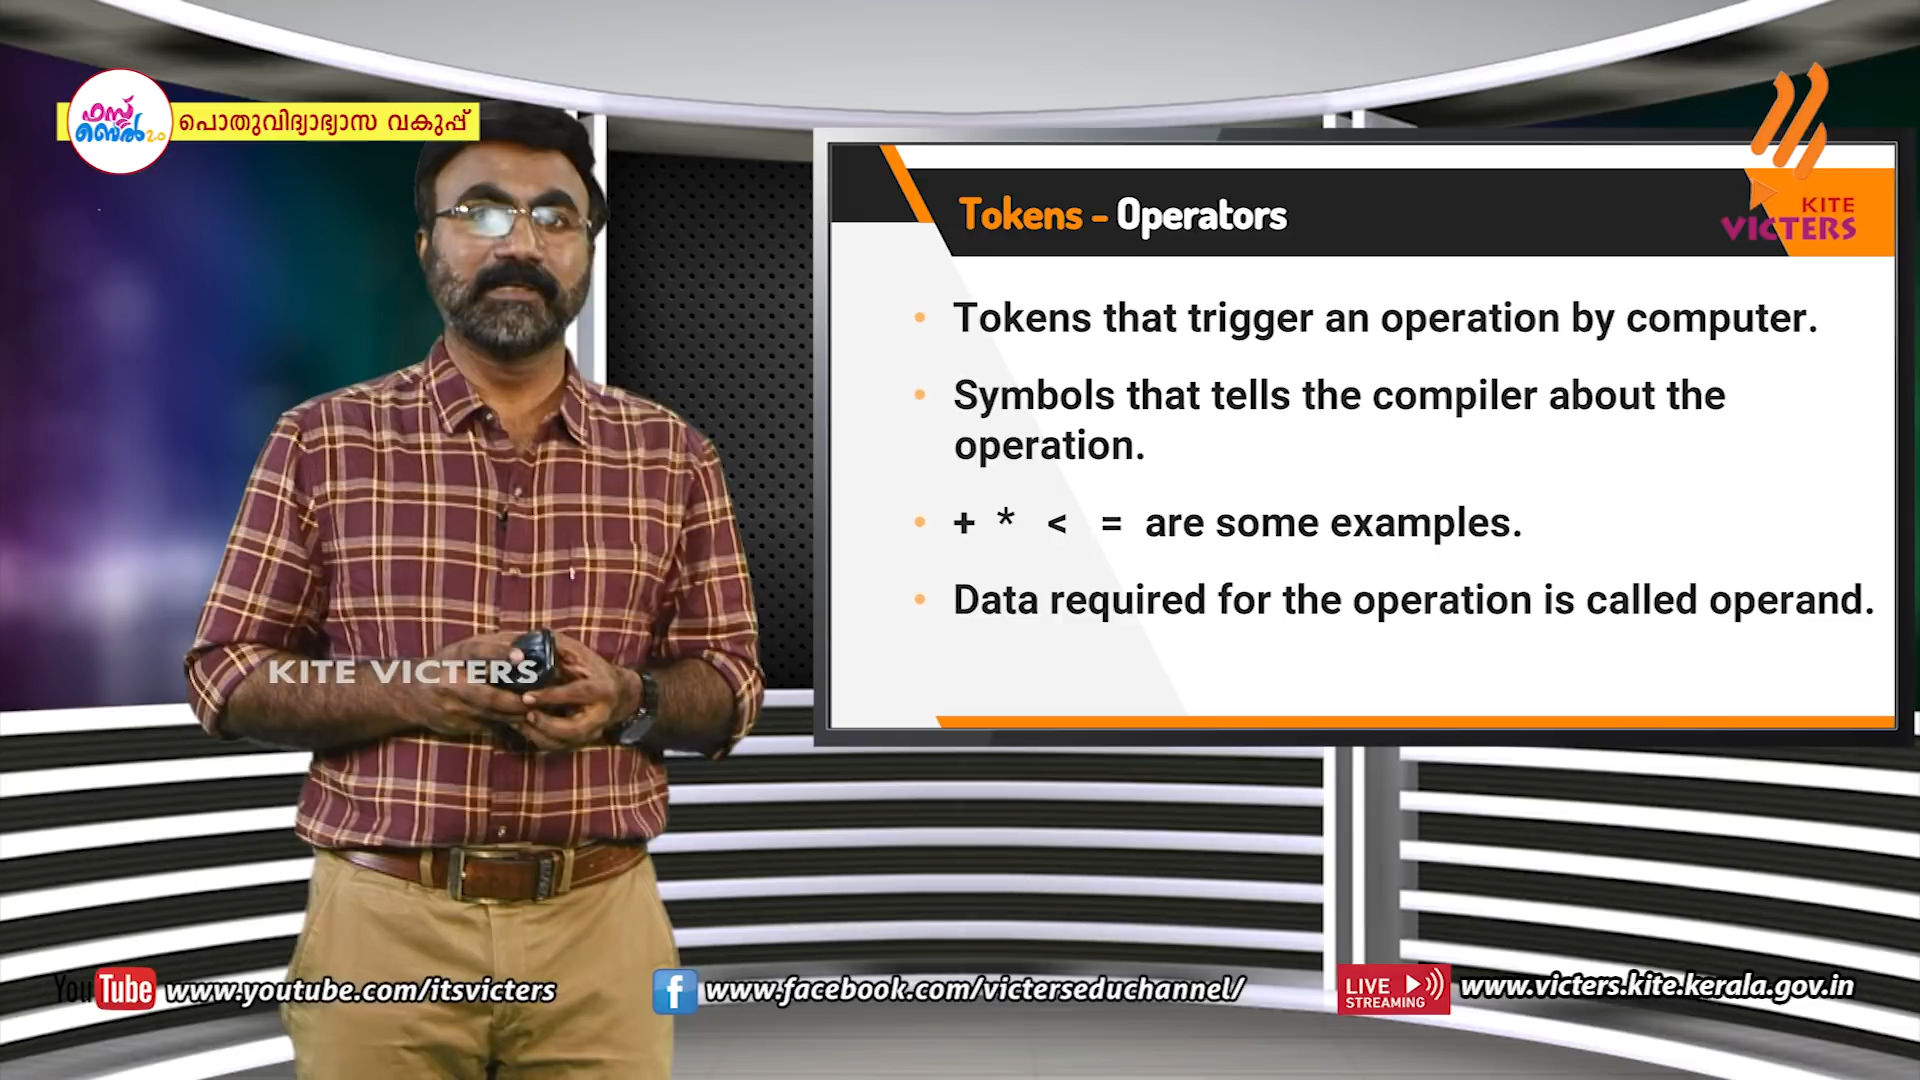 ഫസ്റ്റ്
ബെൽ 2.0
പൊതുവിദ്യാഭ്യാസ വകുപ്പ്
KITE
VICTERS
Tokens - Operators
• Tokens that trigger an operation by computer.
• Symbols that tells the compiler about the
operation.
• + * < = are some examples.
• Data required for the operation is called operand.
KITE VICTERS
YouTube www.youtube.com/itsvicters
f www.facebook.com/victerseduchannel/
LIVE
STREAMING
www.victers.kite.kerala.gov.in